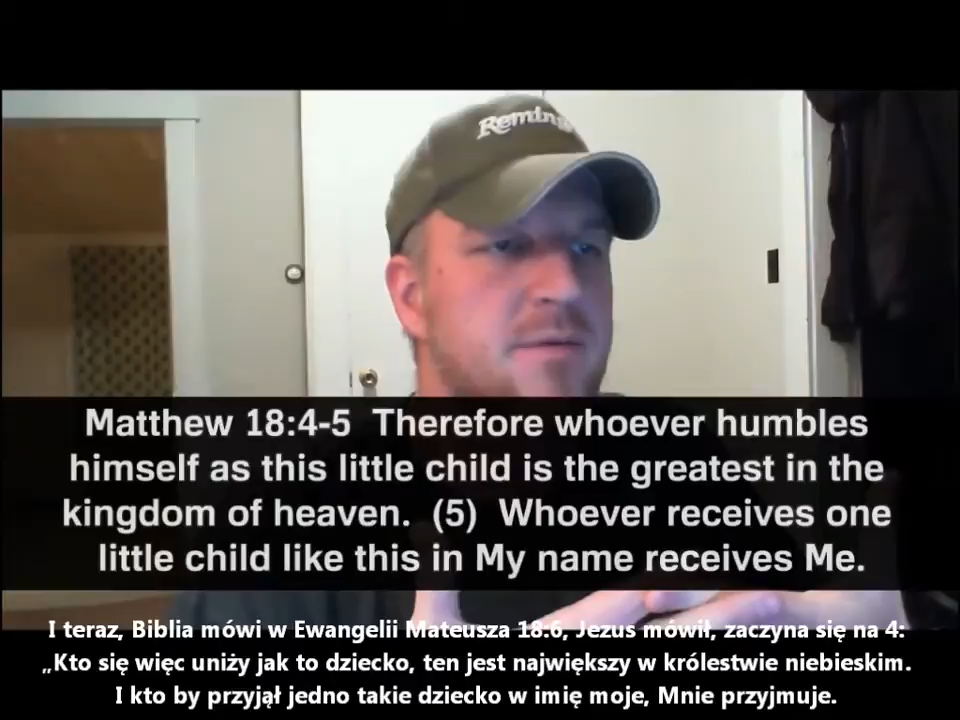 Remin
Matthew 18:4-5 Therefore whoever humbles
himself as this little child is the greatest in the
kingdom of heaven. (5) Whoever receives one
little child like this in My name receives Me.
I teraz, Biblia mówi w Ewangelii Mateusza 18:6, Jezus mówił, zaczyna się na 4:
„Kto się więc uniży jak to dziecko, ten jest największy w królestwie niebieskim.
I kto by przyjął jedno takie dziecko w imię moje, Mnie przyjmuje.